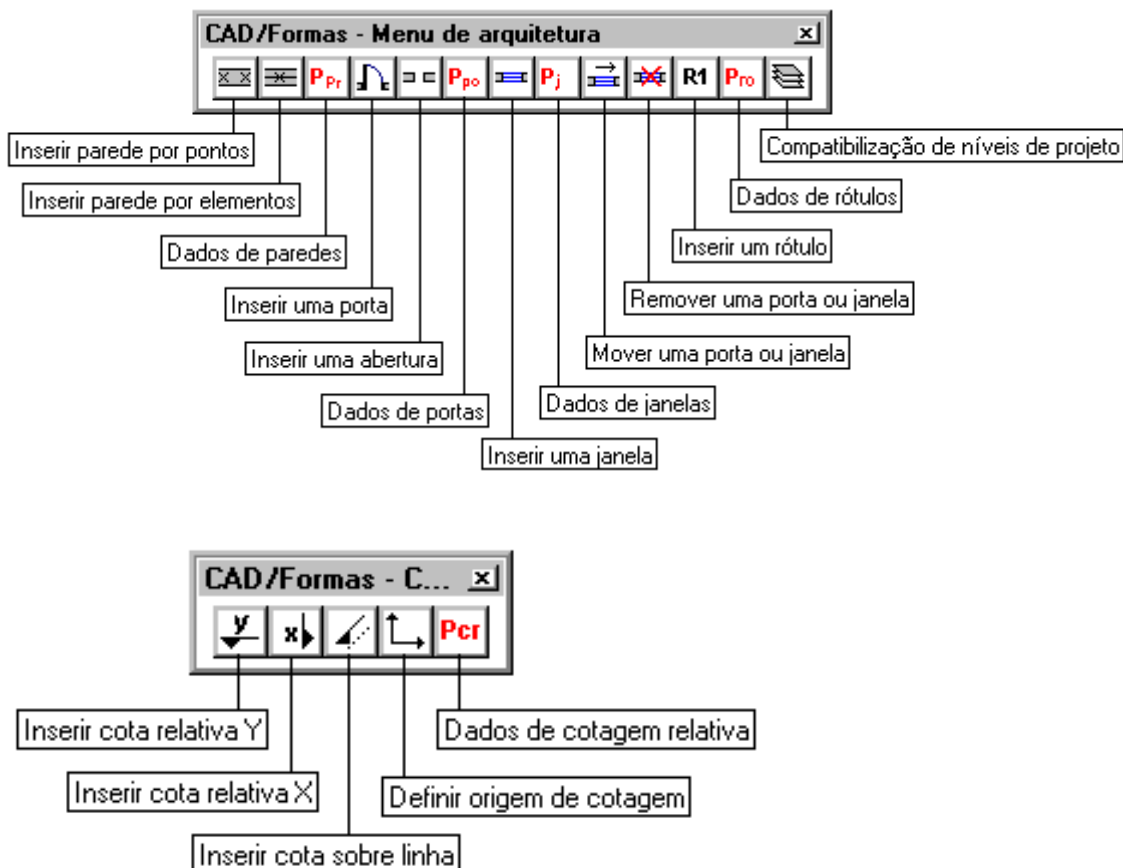 CAD/Formas - Menu de arquitetura
PPr Ppo Pj R1 Pro
Inserir parede por pontos
Compatibilização de níveis de projeto
Inserir parede por elementos
Dados de rótulos
Dados de paredes
Inserir um rótulo
Inserir uma porta
Remover uma porta ou janela
Inserir uma abertura
Mover uma porta ou janela
Dados de portas
Dados de janelas
Inserir uma janela
CAD/Formas - C...
y x Pcr
Inserir cota relativa Y
Dados de cotagem relativa
Inserir cota relativa X
Definir origem de cotagem
Inserir cota sobre linha